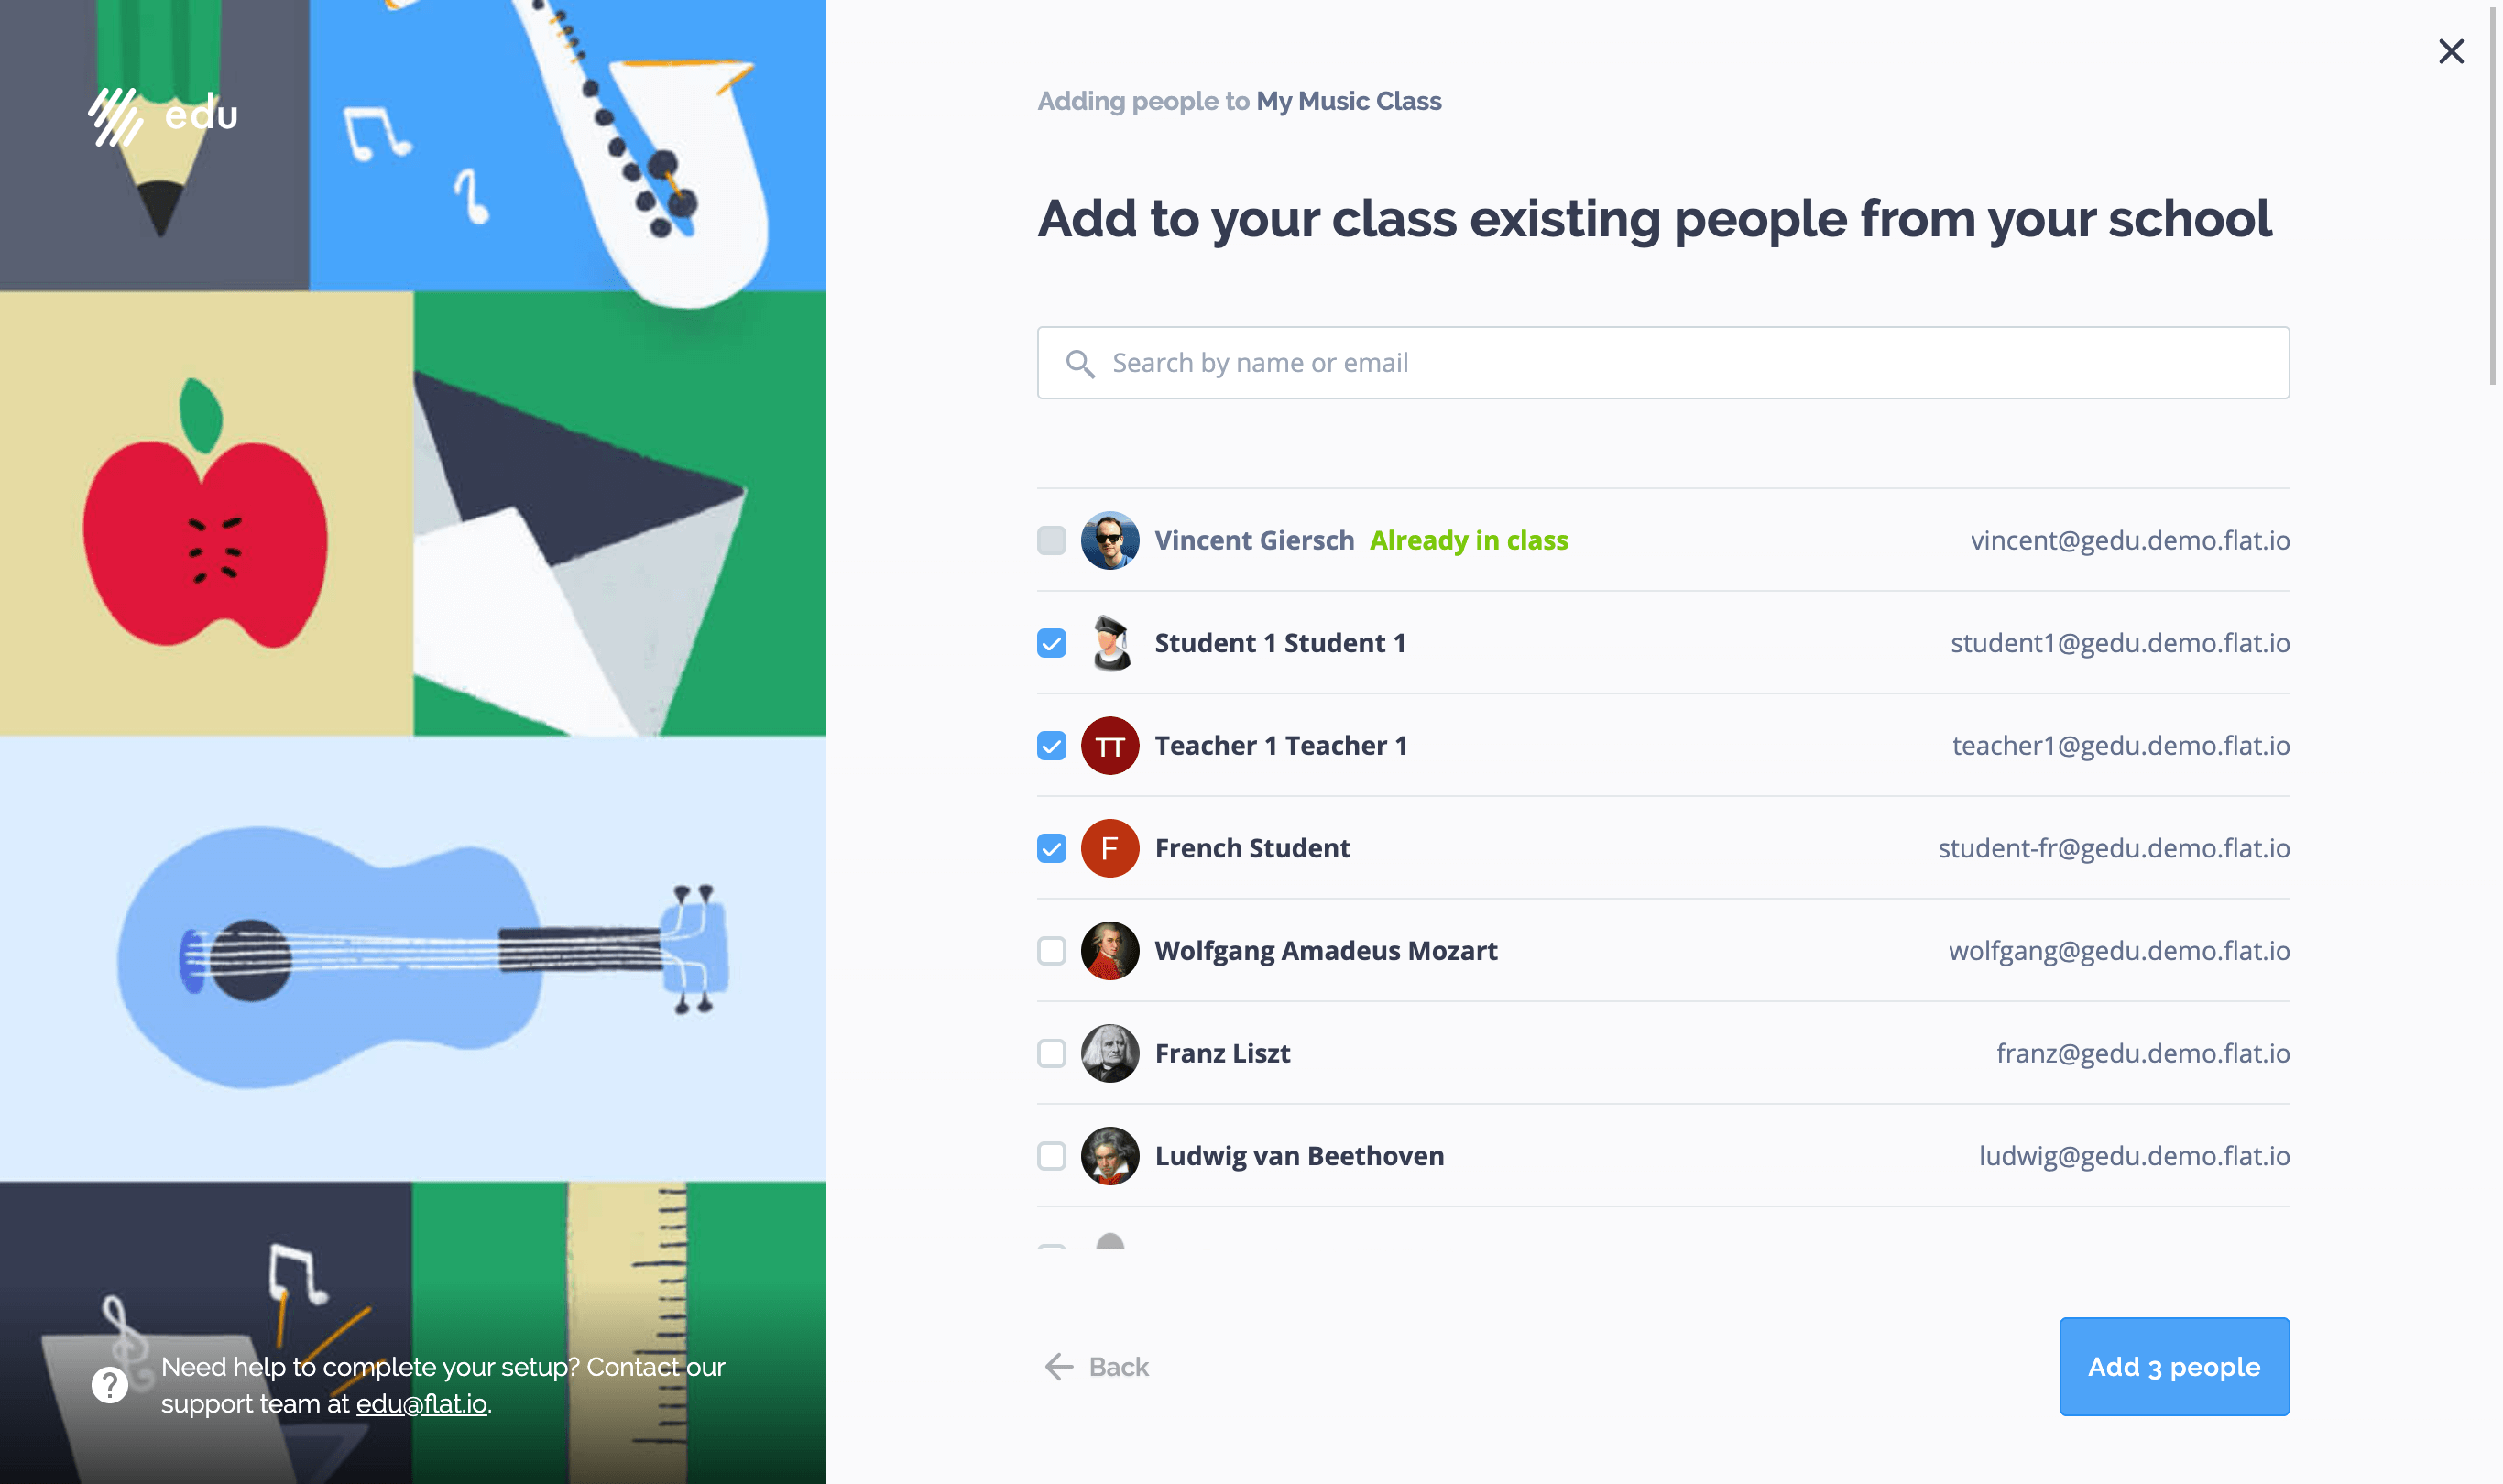 edu
Adding people to My Music Class
Add to your class existing people from your school
Search by name or email
Vincent Giersch Already in class vincent@gedu.demo.flat.io
Student 1 Student 1 student1@gedu.demo.flat.io
TT Teacher 1 Teacher 1 teacher1@gedu.demo.flat.io
F French Student student-fr@gedu.demo.flat.io
Wolfgang Amadeus Mozart wolfgang@gedu.demo.flat.io
Franz Liszt franz@gedu.demo.flat.io
Ludwig van Beethoven ludwig@gedu.demo.flat.io
Back
Add 3 people
? Need help to complete your setup? Contact our
support team at edu@flat.io.